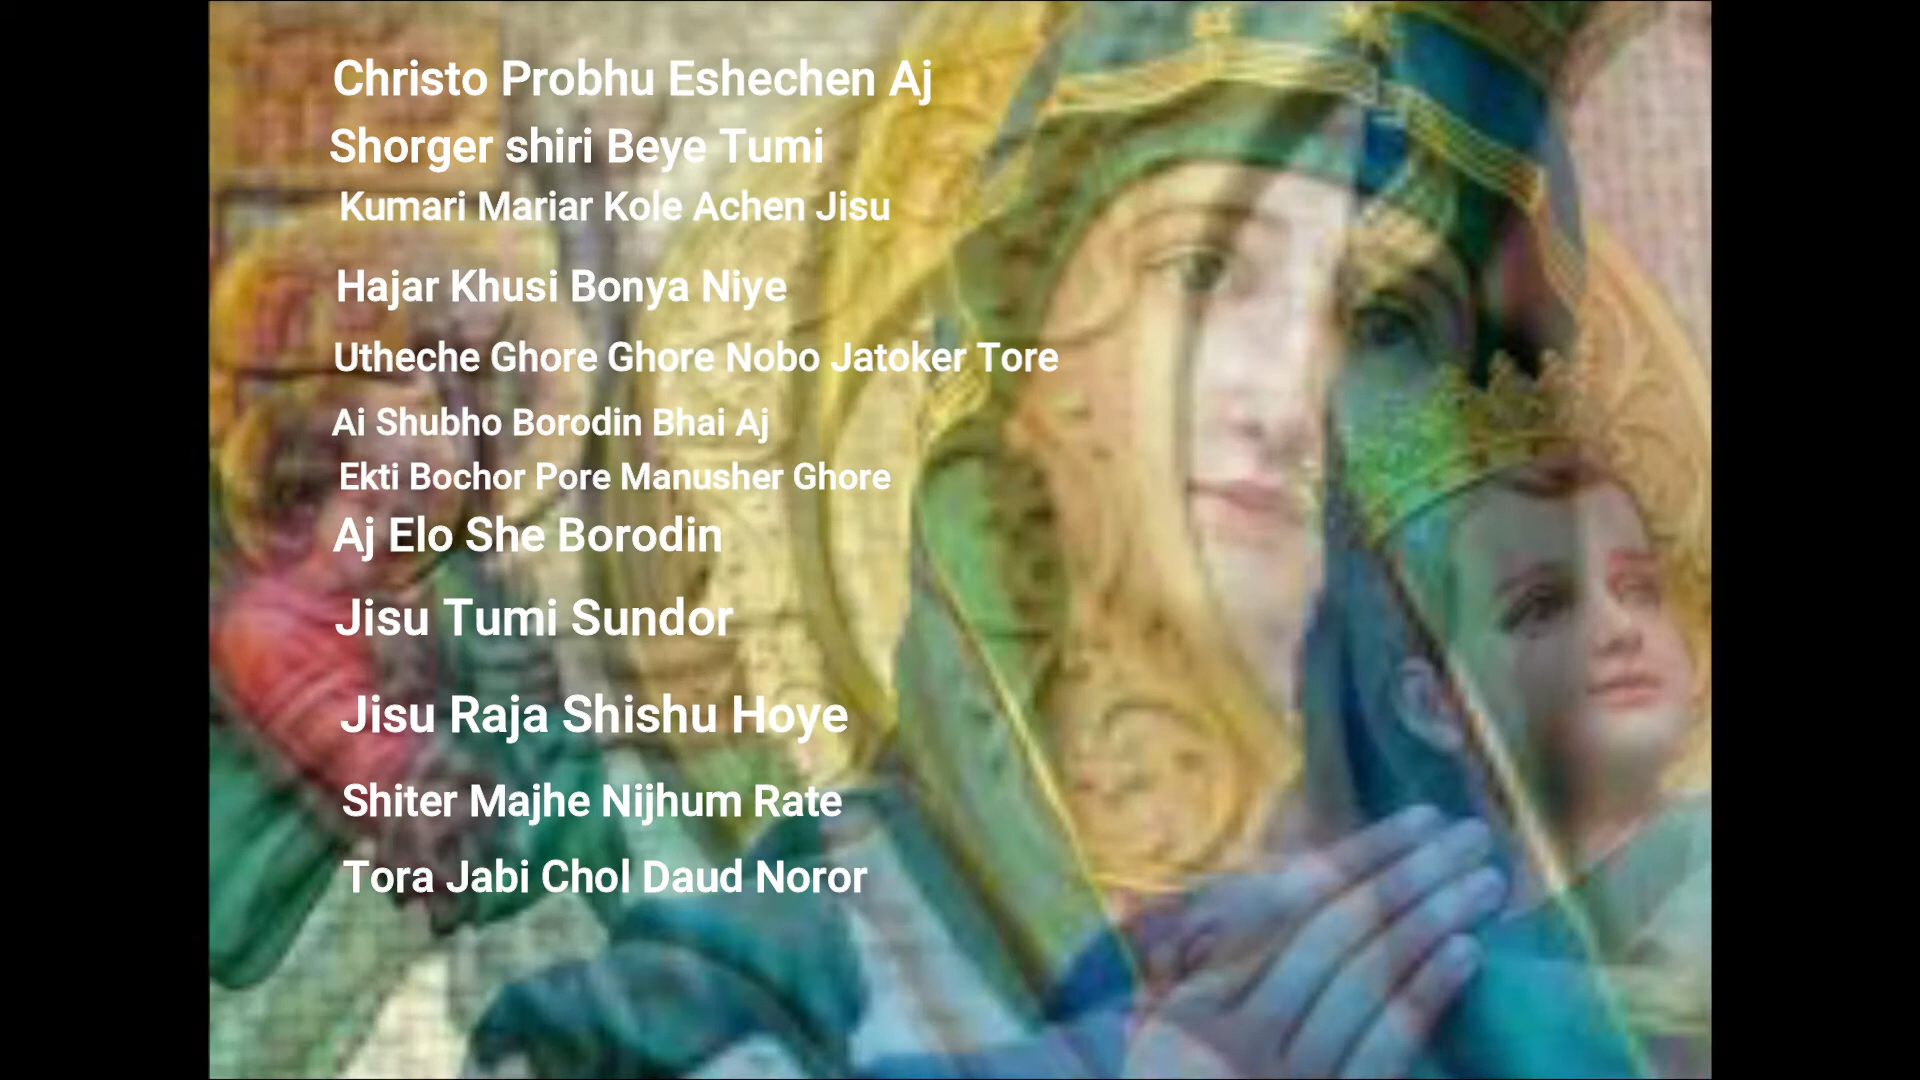 Christo Probhu Eshechen Aj
Shorger shiri Beye Tumi
Kumari Mariar Kole Achen Jisu
Hajar Khusi Bonya Niye
Utheche Ghore Ghore Nobo Jatoker Tore
Ai Shubho Borodin Bhai Aj
Ekti Bochor Pore Manusher Ghore
Aj Elo She Borodin
Jisu Tumi Sundor
Jisu Raja Shishu Hoye
Shiter Majhe Nijhum Rate
Tora Jabi Chol Daud Noror